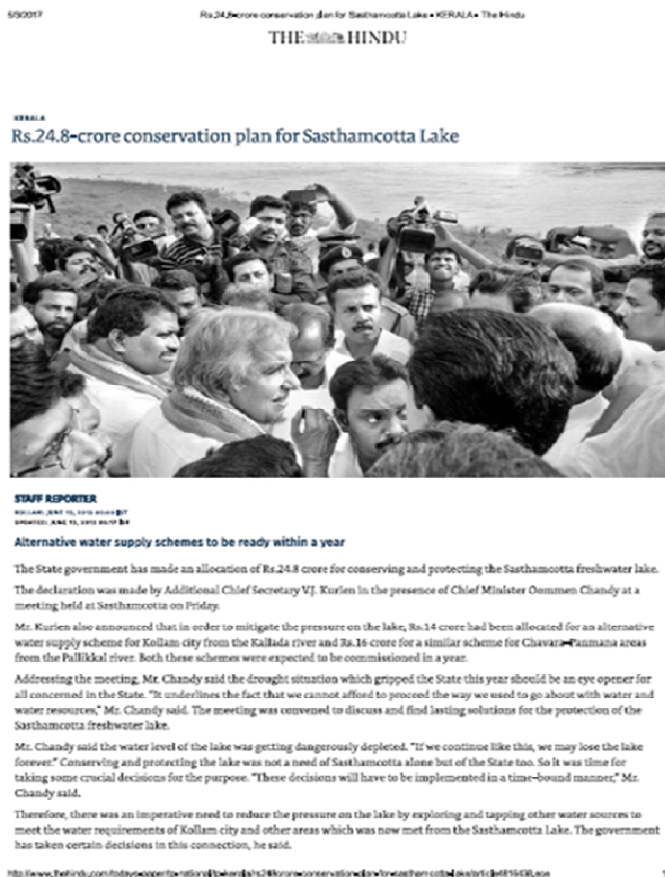 5/3/2017 Rs.24.8-crore conservation plan for Sasthamcotta Lake • KERALA • The Hindu
THE HINDU
KERALA
Rs.24.8-crore conservation plan for Sasthamcotta Lake
STAFF REPORTER
KOLLAM: JUNE 15, 2013 IST
UPDATED: JUNE 15, 2013 IST
Alternative water supply schemes to be ready within a year
The State government has made an allocation of Rs.24.8 crore for conserving and protecting the Sasthamcotta freshwater lake.
The declaration was made by Additional Chief Secretary V.J. Kurien in the presence of Chief Minister Oommen Chandy at a
meeting held at Sasthamcotta on Friday.
Mr. Kurien also announced that in order to mitigate the pressure on the lake, Rs.14 crore had been allocated for an alternative
water supply scheme for Kollam city from the Kallada river and Rs.16 crore for a similar scheme for Chavara-Panmana areas
from the Pallikkal river. Both these schemes were expected to be commissioned in a year.
Addressing the meeting, Mr. Chandy said the drought situation which gripped the State this year should be an eye opener for
all concerned in the State. “It underlines the fact that we cannot afford to proceed the way we used to go about with water and
water resources,” Mr. Chandy said. The meeting was convened to discuss and find lasting solutions for the protection of the
Sasthamcotta freshwater lake.
Mr. Chandy said the water level of the lake was getting dangerously depleted. “If we continue like this, we may lose the lake
forever.” Conserving and protecting the lake was not a need of Sasthamcotta alone but of the State too. So it was time for
taking some crucial decisions for the purpose. “These decisions will have to be implemented in a time-bound manner,” Mr.
Chandy said.
Therefore, there was an imperative need to reduce the pressure on the lake by exploring and tapping other water sources to
meet the water requirements of Kollam city and other areas which was now met from the Sasthamcotta Lake. The government
has taken certain decisions in this connection, he said.